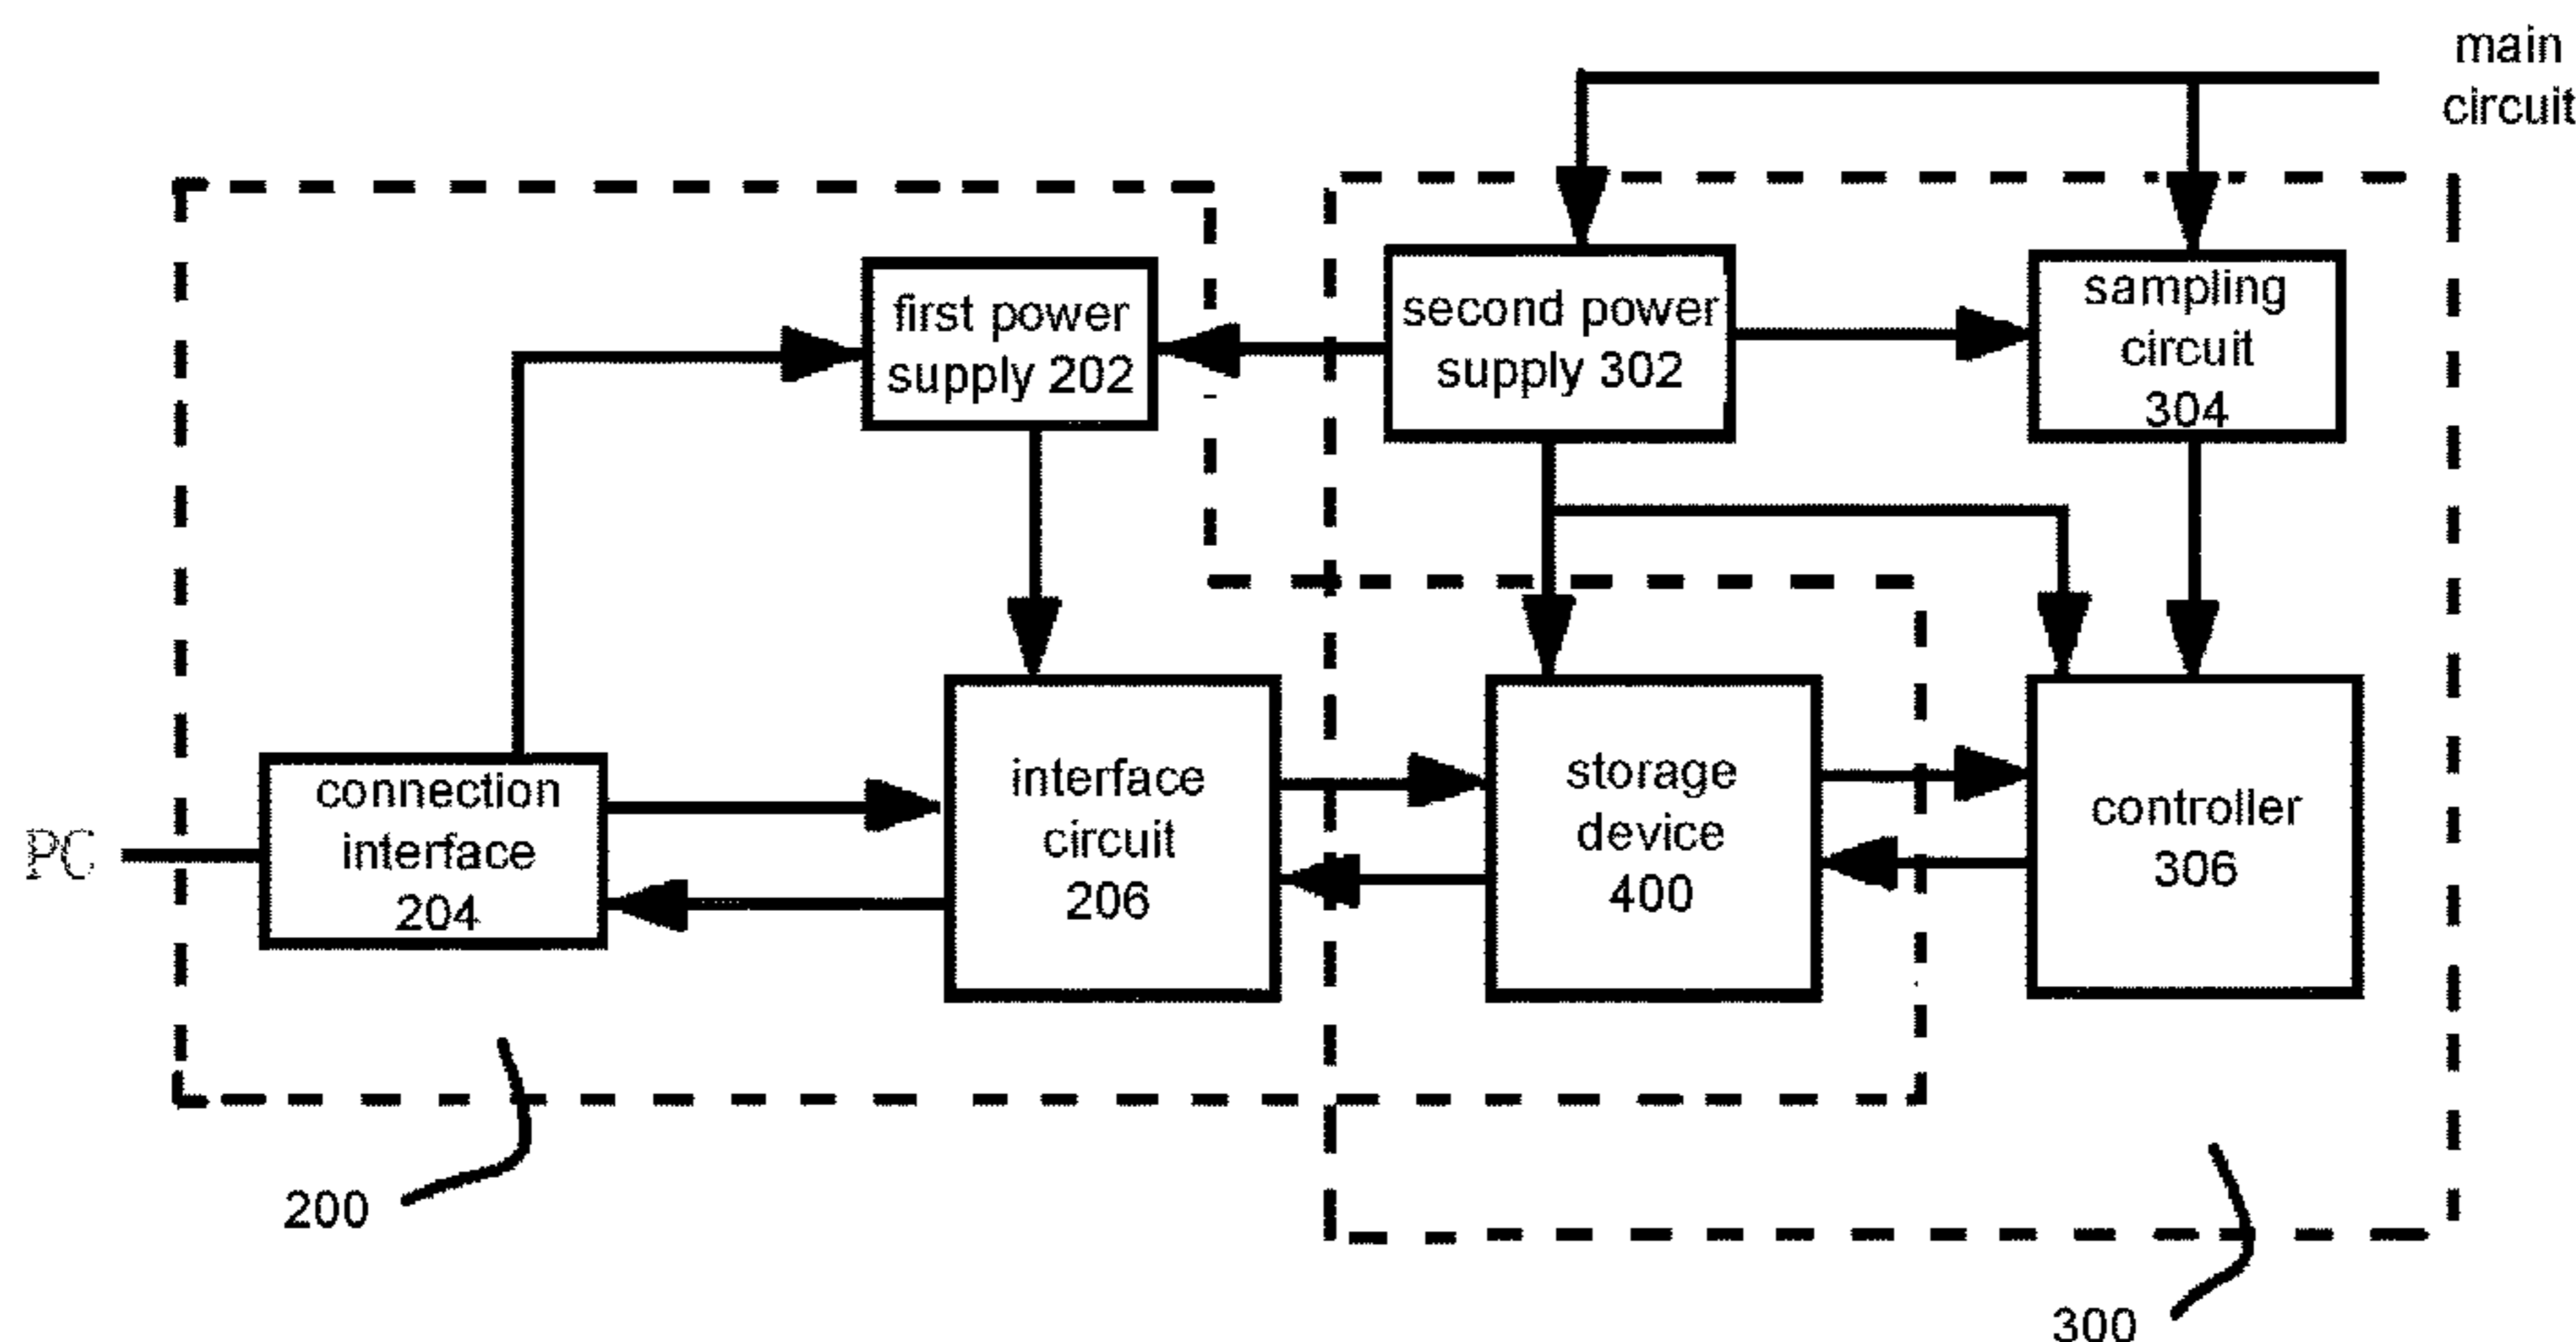 main
circuit
first power
supply 202
second power
supply 302
sampling
circuit
304
connection
interface
204
interface
circuit
206
storage
device
400
controller
306
PC
200
300